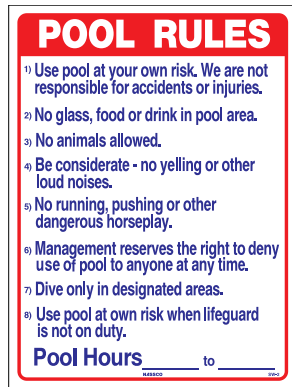 POOL RULES
1) Use pool at your own risk. We are not
responsible for accidents or injuries.
2) No glass, food or drink in pool area.
3) No animals allowed.
4) Be considerate - no yelling or other
loud noises.
5) No running, pushing or other
dangerous horseplay.
6) Management reserves the right to deny
use of pool to anyone at any time.
7) Dive only in designated areas.
8) Use pool at own risk when lifeguard
is not on duty.
Pool Hours ______ to ______
NASSCO